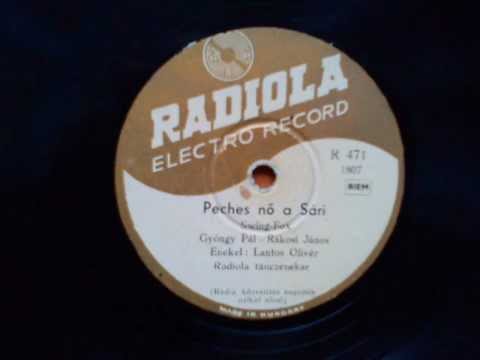 RADIOLA
ELECTRO RECORD
R 471
1807
BIEM
Peches nő a Sári
Swing-Fox
Gyöngy Pál - Rákosi János
Énekel: Lantos Olivér
Radiola tánczenekar
MADE IN HUNGARY